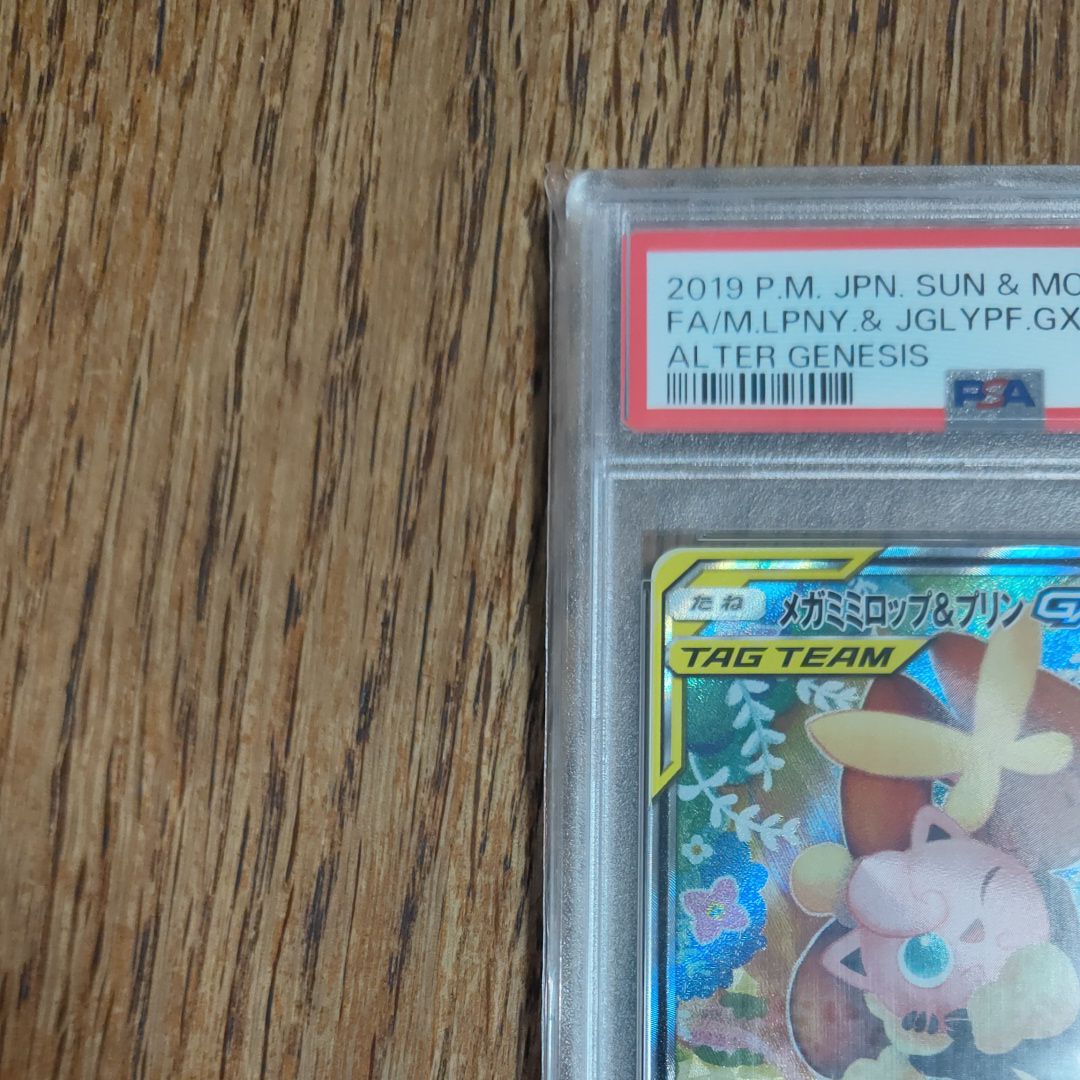 2019 P.M. JPN. SUN & MO
FA/M.LPNY.& JGLYPF.GX
ALTER GENESIS
PSA
たね
メガミミロップ&プリン GX
TAG TEAM